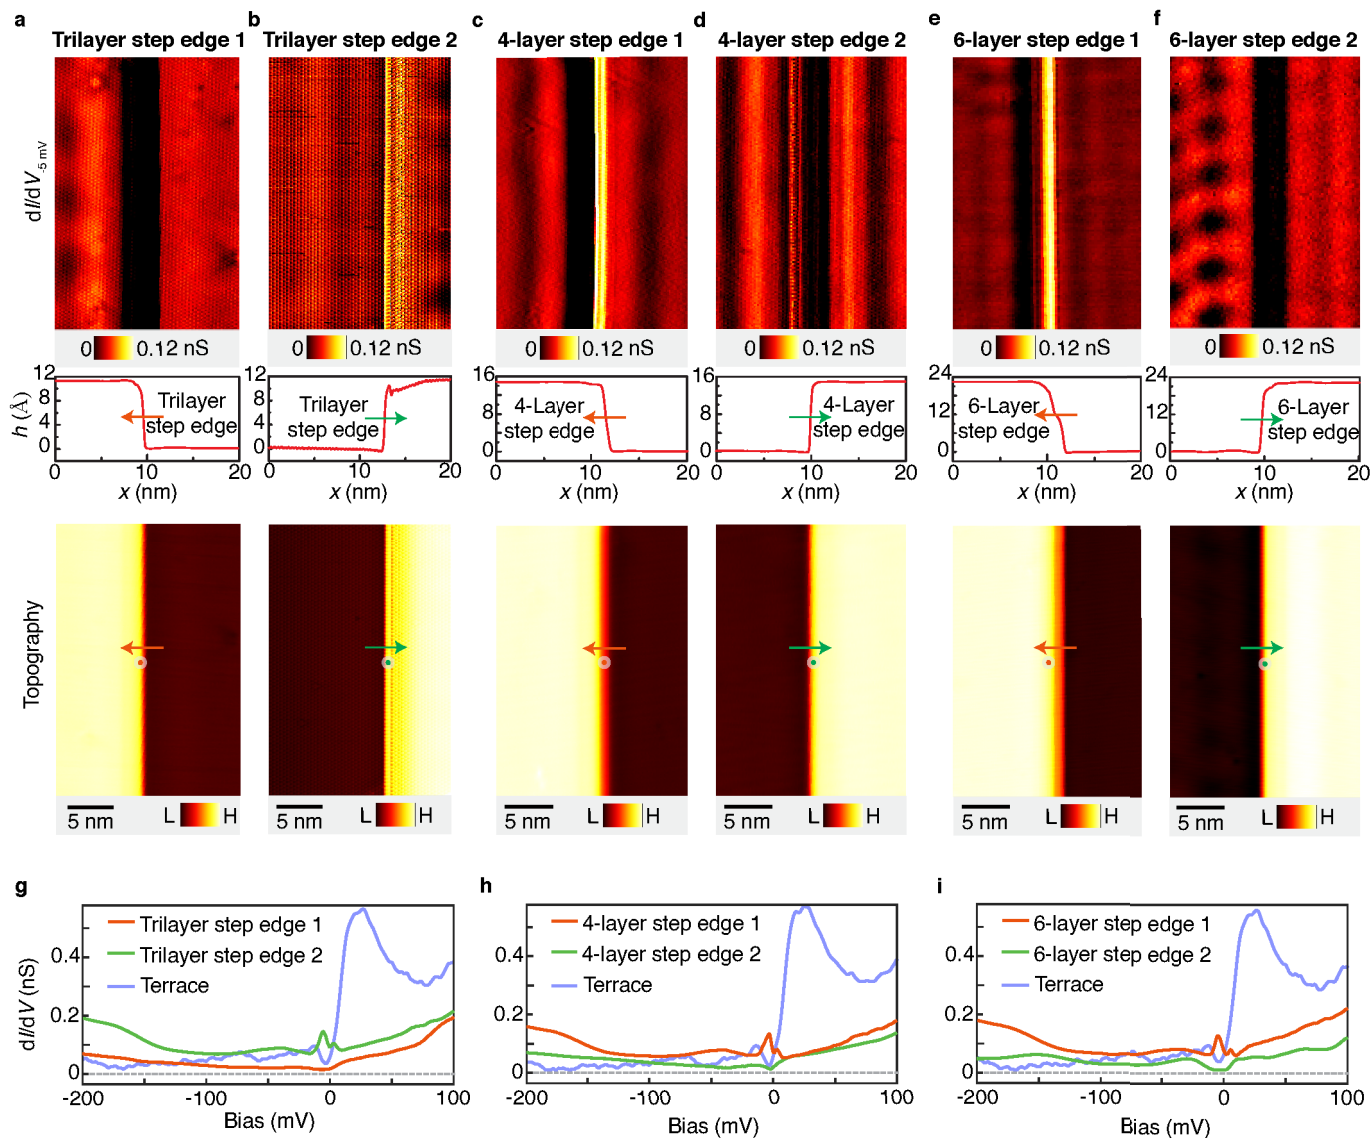 a b c d e f
Trilayer step edge 1 Trilayer step edge 2 4-layer step edge 1 4-layer step edge 2 6-layer step edge 1 6-layer step edge 2
dI/dV-5 mV
0 0.12 nS 0 0.12 nS 0 0.12 nS 0 0.12 nS 0 0.12 nS 0 0.12 nS
h (Å)
12 8 4 0
Trilayer
step edge
0 10 20
x (nm)
12 8 4 0
Trilayer
step edge
0 10 20
x (nm)
16 8 0
4-Layer
step edge
0 10 20
x (nm)
16 8 0
4-Layer
step edge
0 10 20
x (nm)
24 12 0
6-Layer
step edge
0 10 20
x (nm)
24 12 0
6-Layer
step edge
0 10 20
x (nm)
Topography
5 nm L H 5 nm L H 5 nm L H 5 nm L H 5 nm L H 5 nm L H
g
dI/dV (nS)
0.4
0.2
0
Trilayer step edge 1
Trilayer step edge 2
Terrace
-200 -100 0 100
Bias (mV)
h
0.4
0.2
0
4-layer step edge 1
4-layer step edge 2
Terrace
-200 -100 0 100
Bias (mV)
i
0.4
0.2
0
6-layer step edge 1
6-layer step edge 2
Terrace
-200 -100 0 100
Bias (mV)